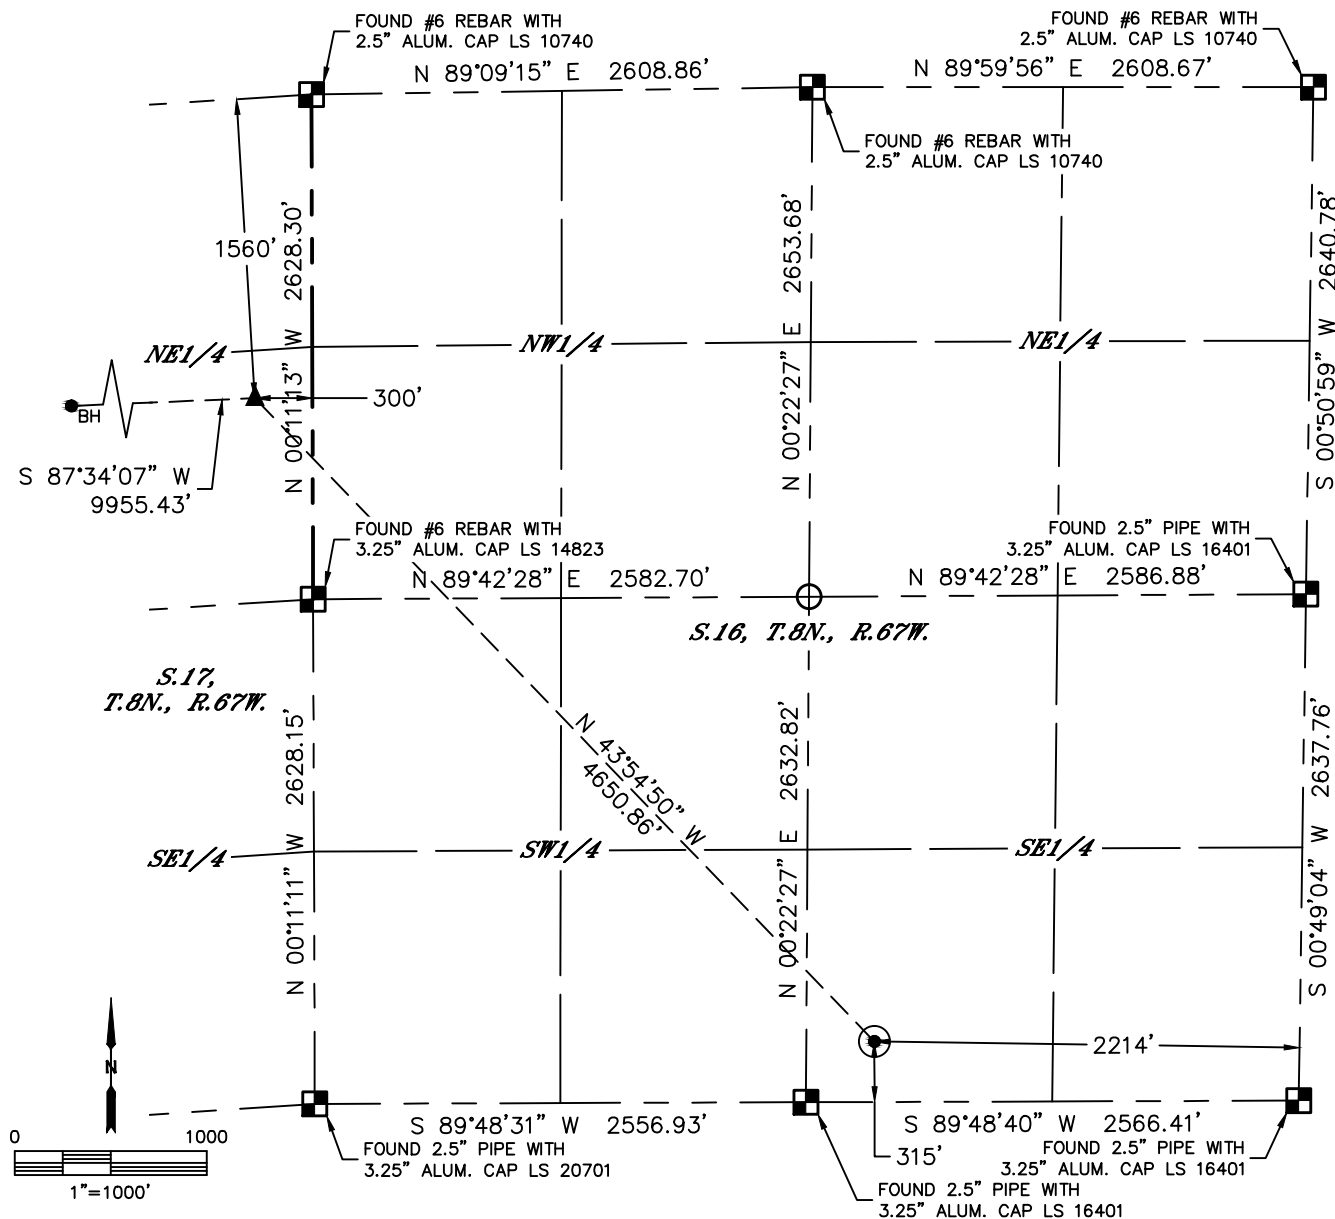 FOUND #6 REBAR WITH
2.5" ALUM. CAP LS 10740
FOUND #6 REBAR WITH
2.5" ALUM. CAP LS 10740
N 89°09'15" E 2608.86'
N 89°59'56" E 2608.67'
FOUND #6 REBAR WITH
2.5" ALUM. CAP LS 10740
1560'
N 00°11'13" W 2628.30'
N 00°22'27" E 2653.68'
S 00°50'59" W 2640.78'
NE1/4
NW1/4
NE1/4
BH
300'
S 87°34'07" W
9955.43'
FOUND #6 REBAR WITH
3.25" ALUM. CAP LS 14823
FOUND 2.5" PIPE WITH
3.25" ALUM. CAP LS 16401
N 89°42'28" E 2582.70'
N 89°42'28" E 2586.88'
S.16, T.8N., R.67W.
S.17,
T.8N., R.67W.
N 43°54'50" W
4650.86'
N 00°11'11" W 2628.15'
N 00°22'27" E 2632.82'
S 00°49'04" W 2637.76'
SE1/4
SW1/4
SE1/4
2214'
N
S 89°48'31" W 2556.93'
S 89°48'40" W 2566.41'
0 1000
1"=1000'
FOUND 2.5" PIPE WITH
3.25" ALUM. CAP LS 20701
315'
FOUND 2.5" PIPE WITH
3.25" ALUM. CAP LS 16401
FOUND 2.5" PIPE WITH
3.25" ALUM. CAP LS 16401